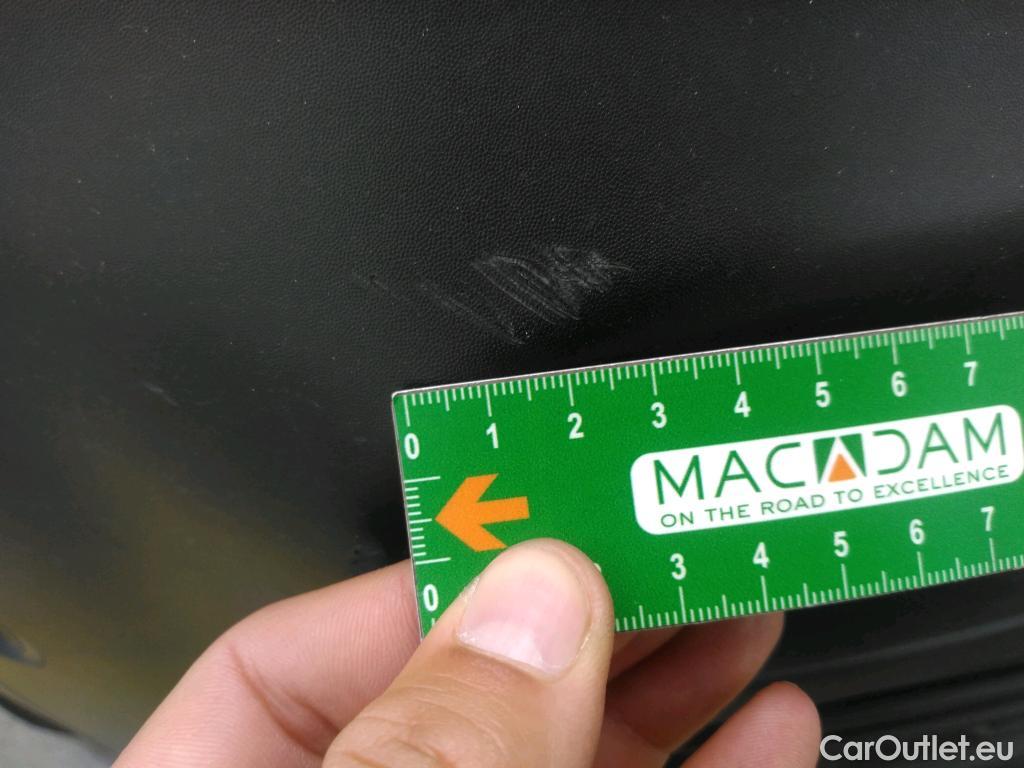 0 1 2 3 4 5 6 7
MACADAM
ON THE ROAD TO EXCELLENCE
0 3 4 5 6 7
CarOutlet.eu